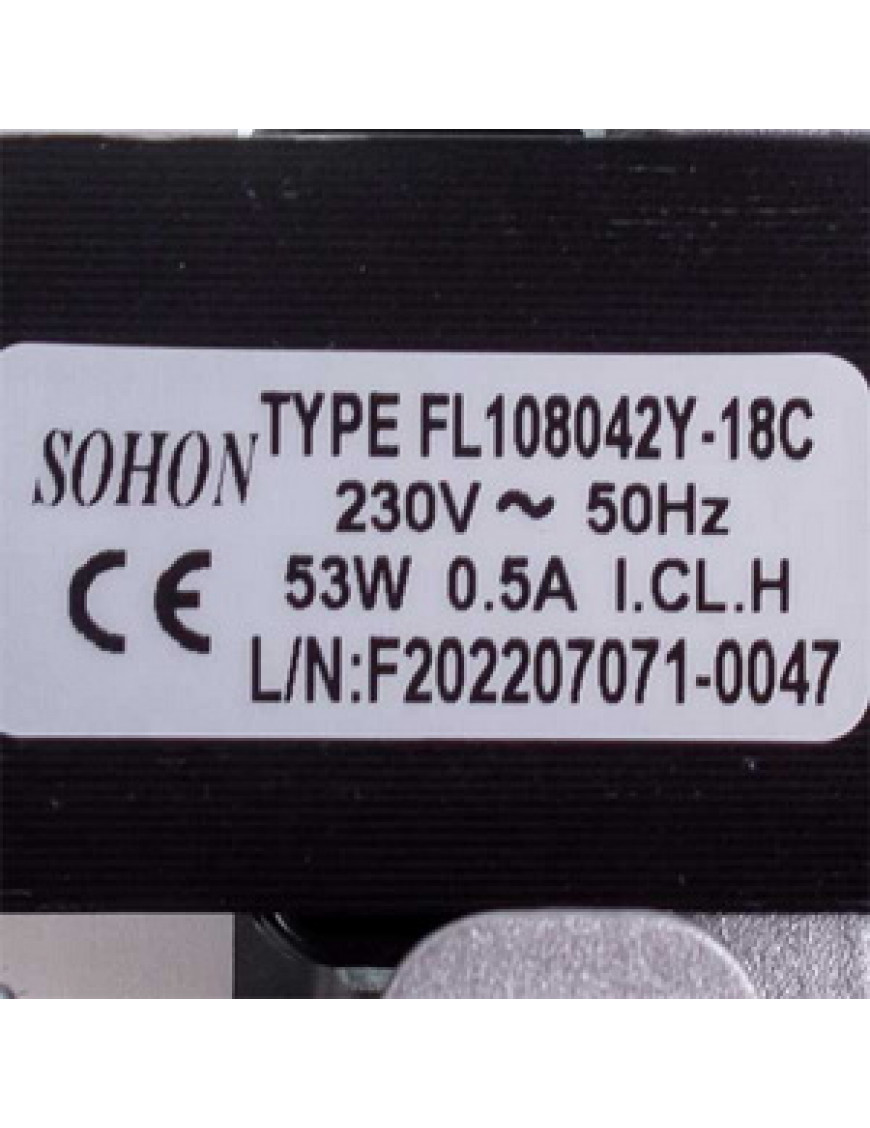 SOHON
TYPE FL108042Y-18C
230V ~ 50Hz
53W 0.5A I.CL.H
CE
L/N:F202207071-0047